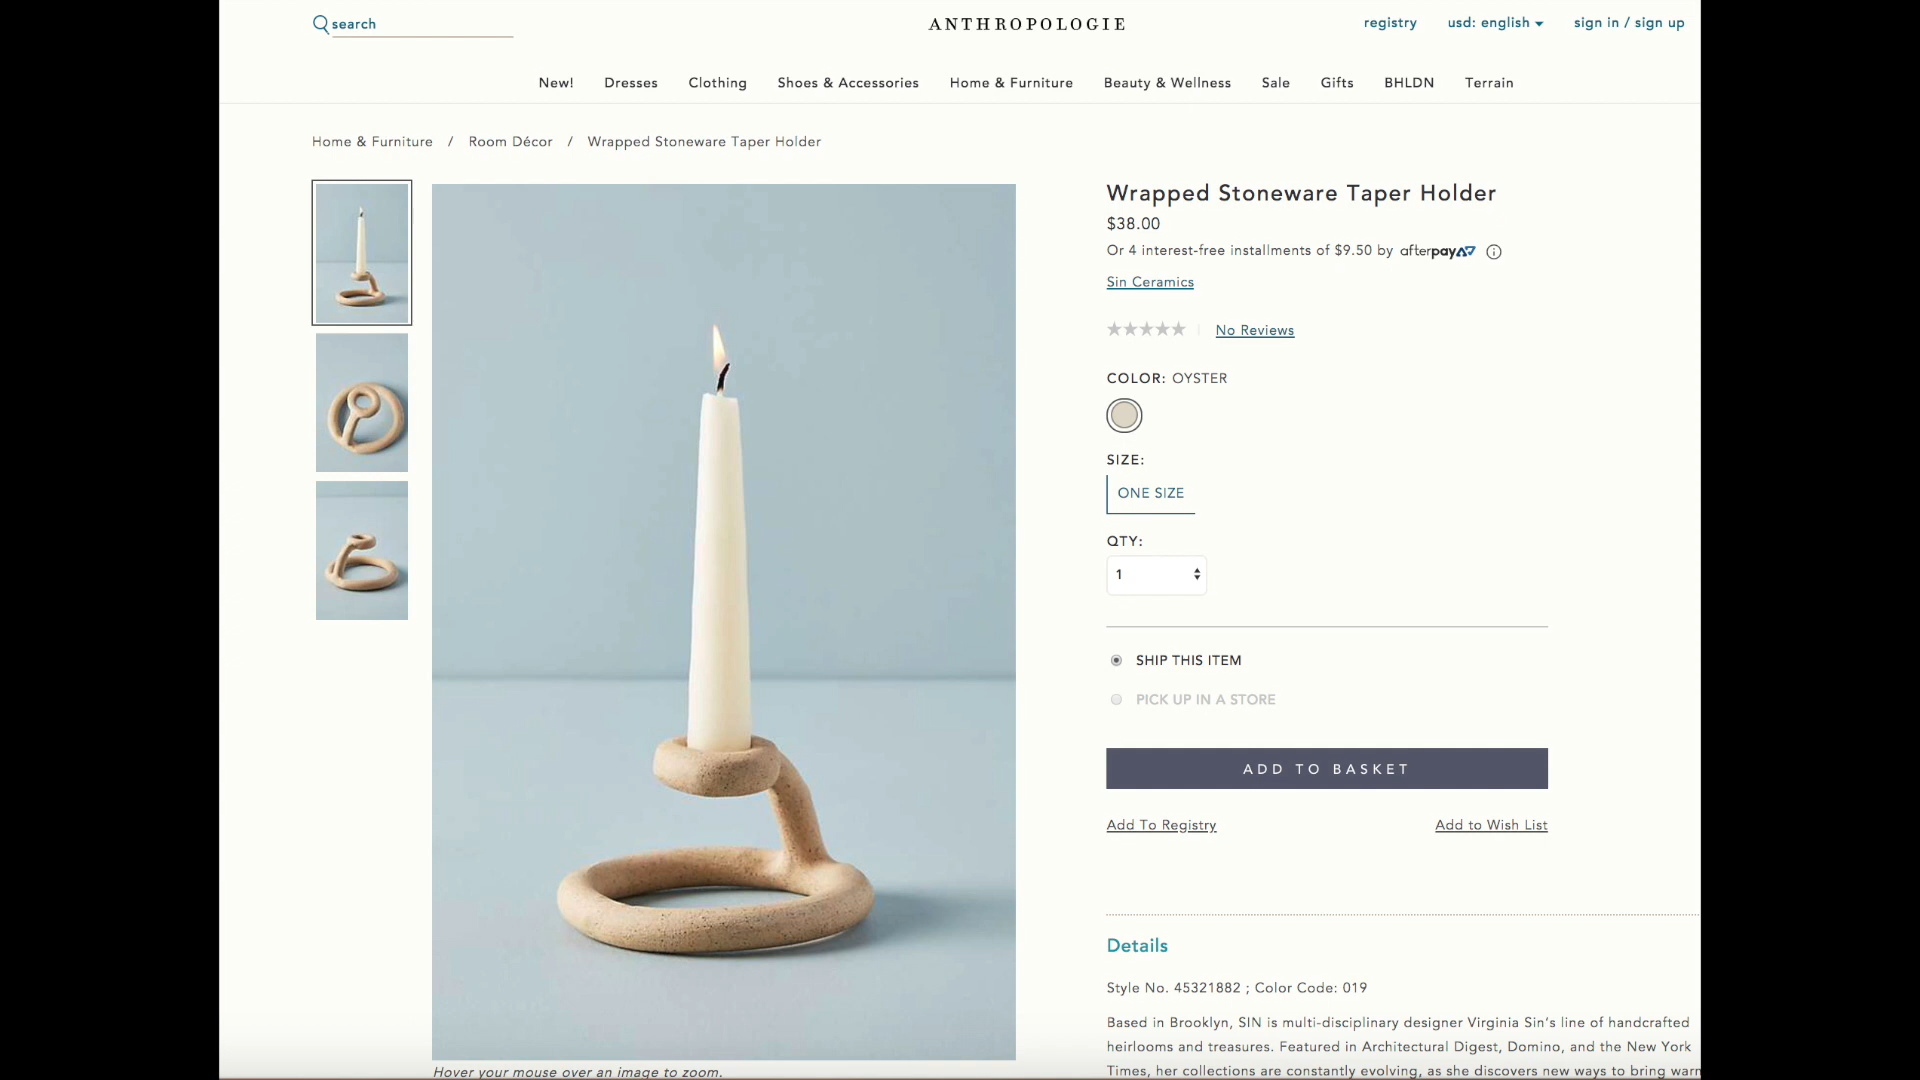 search
ANTHROPOLOGIE
registry
usd: english
sign in / sign up
New! Dresses Clothing Shoes & Accessories Home & Furniture Beauty & Wellness Sale Gifts BHLDN Terrain
Home & Furniture / Room Décor / Wrapped Stoneware Taper Holder
Wrapped Stoneware Taper Holder
$38.00
Or 4 interest-free installments of $9.50 by afterpay
Sin Ceramics
No Reviews
COLOR: OYSTER
SIZE:
ONE SIZE
QTY:
1
SHIP THIS ITEM
PICK UP IN A STORE
ADD TO BASKET
Add To Registry
Add to Wish List
Details
Style No. 45321882 ; Color Code: 019
Based in Brooklyn, SIN is multi-disciplinary designer Virginia Sin's line of handcrafted
heirlooms and treasures. Featured in Architectural Digest, Domino, and the New York
Times, her collections are constantly evolving, as she discovers new ways to bring warm
Hover your mouse over an image to zoom.